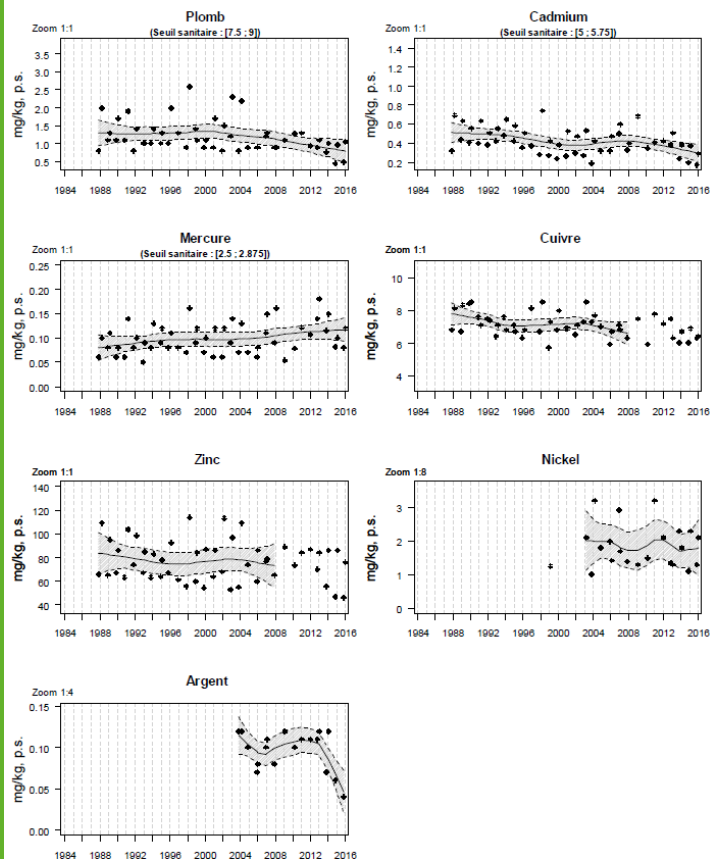 Plomb
Zoom 1:1
(Seuil sanitaire : [7.5 ; 9])
mg/kg, p.s.
3.5
3.0
2.5
2.0
1.5
1.0
0.5
1984 1988 1992 1996 2000 2004 2008 2012 2016
Cadmium
Zoom 1:1
(Seuil sanitaire : [5 ; 5.75])
mg/kg, p.s.
1.4
1.2
1.0
0.8
0.6
0.4
0.2
1984 1988 1992 1996 2000 2004 2008 2012 2016
Mercure
Zoom 1:1
(Seuil sanitaire : [2.5 ; 2.875])
mg/kg, p.s.
0.25
0.20
0.15
0.10
0.05
0.00
1984 1988 1992 1996 2000 2004 2008 2012 2016
Cuivre
Zoom 1:1
mg/kg, p.s.
10
8
6
4
1984 1988 1992 1996 2000 2004 2008 2012 2016
Zinc
Zoom 1:1
mg/kg, p.s.
140
120
100
80
60
40
1984 1988 1992 1996 2000 2004 2008 2012 2016
Nickel
Zoom 1:8
mg/kg, p.s.
3
2
1
0
1984 1988 1992 1996 2000 2004 2008 2012 2016
Argent
Zoom 1:4
mg/kg, p.s.
0.15
0.10
0.05
0.00
1984 1988 1992 1996 2000 2004 2008 2012 2016